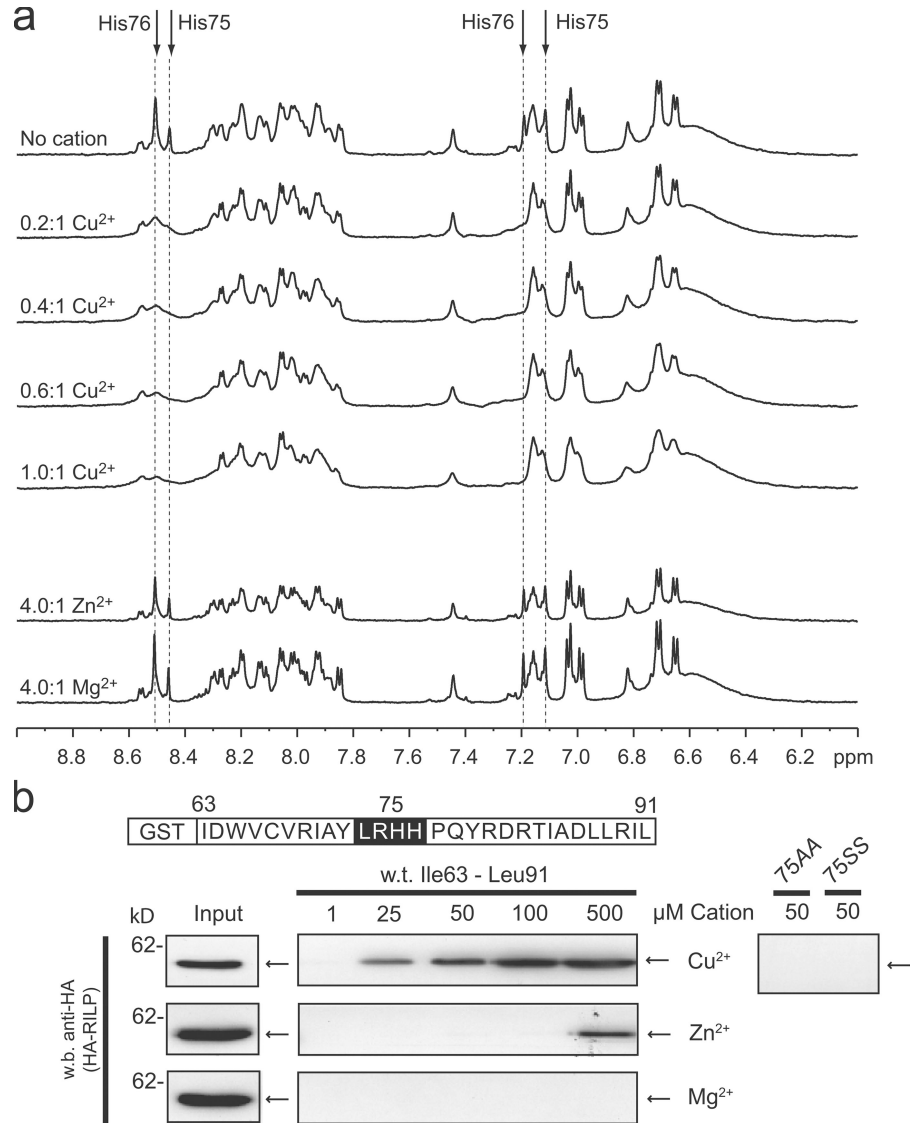 a
His76 His75 His76 His75
No cation
0.2:1 Cu²⁺
0.4:1 Cu²⁺
0.6:1 Cu²⁺
1.0:1 Cu²⁺
4.0:1 Zn²⁺
4.0:1 Mg²⁺
8.8 8.6 8.4 8.2 8.0 7.8 7.6 7.4 7.2 7.0 6.8 6.6 6.4 6.2 ppm
b
63 75 91
GST IDWVCVRIAY LRHH PQYRDRTIADLLRIL
w.t. Ile63 - Leu91 75AA 75SS
kD Input 1 25 50 100 500 µM Cation 50 50
62- Cu²⁺
62- Zn²⁺
62- Mg²⁺
w.b. anti-HA
(HA-RILP)